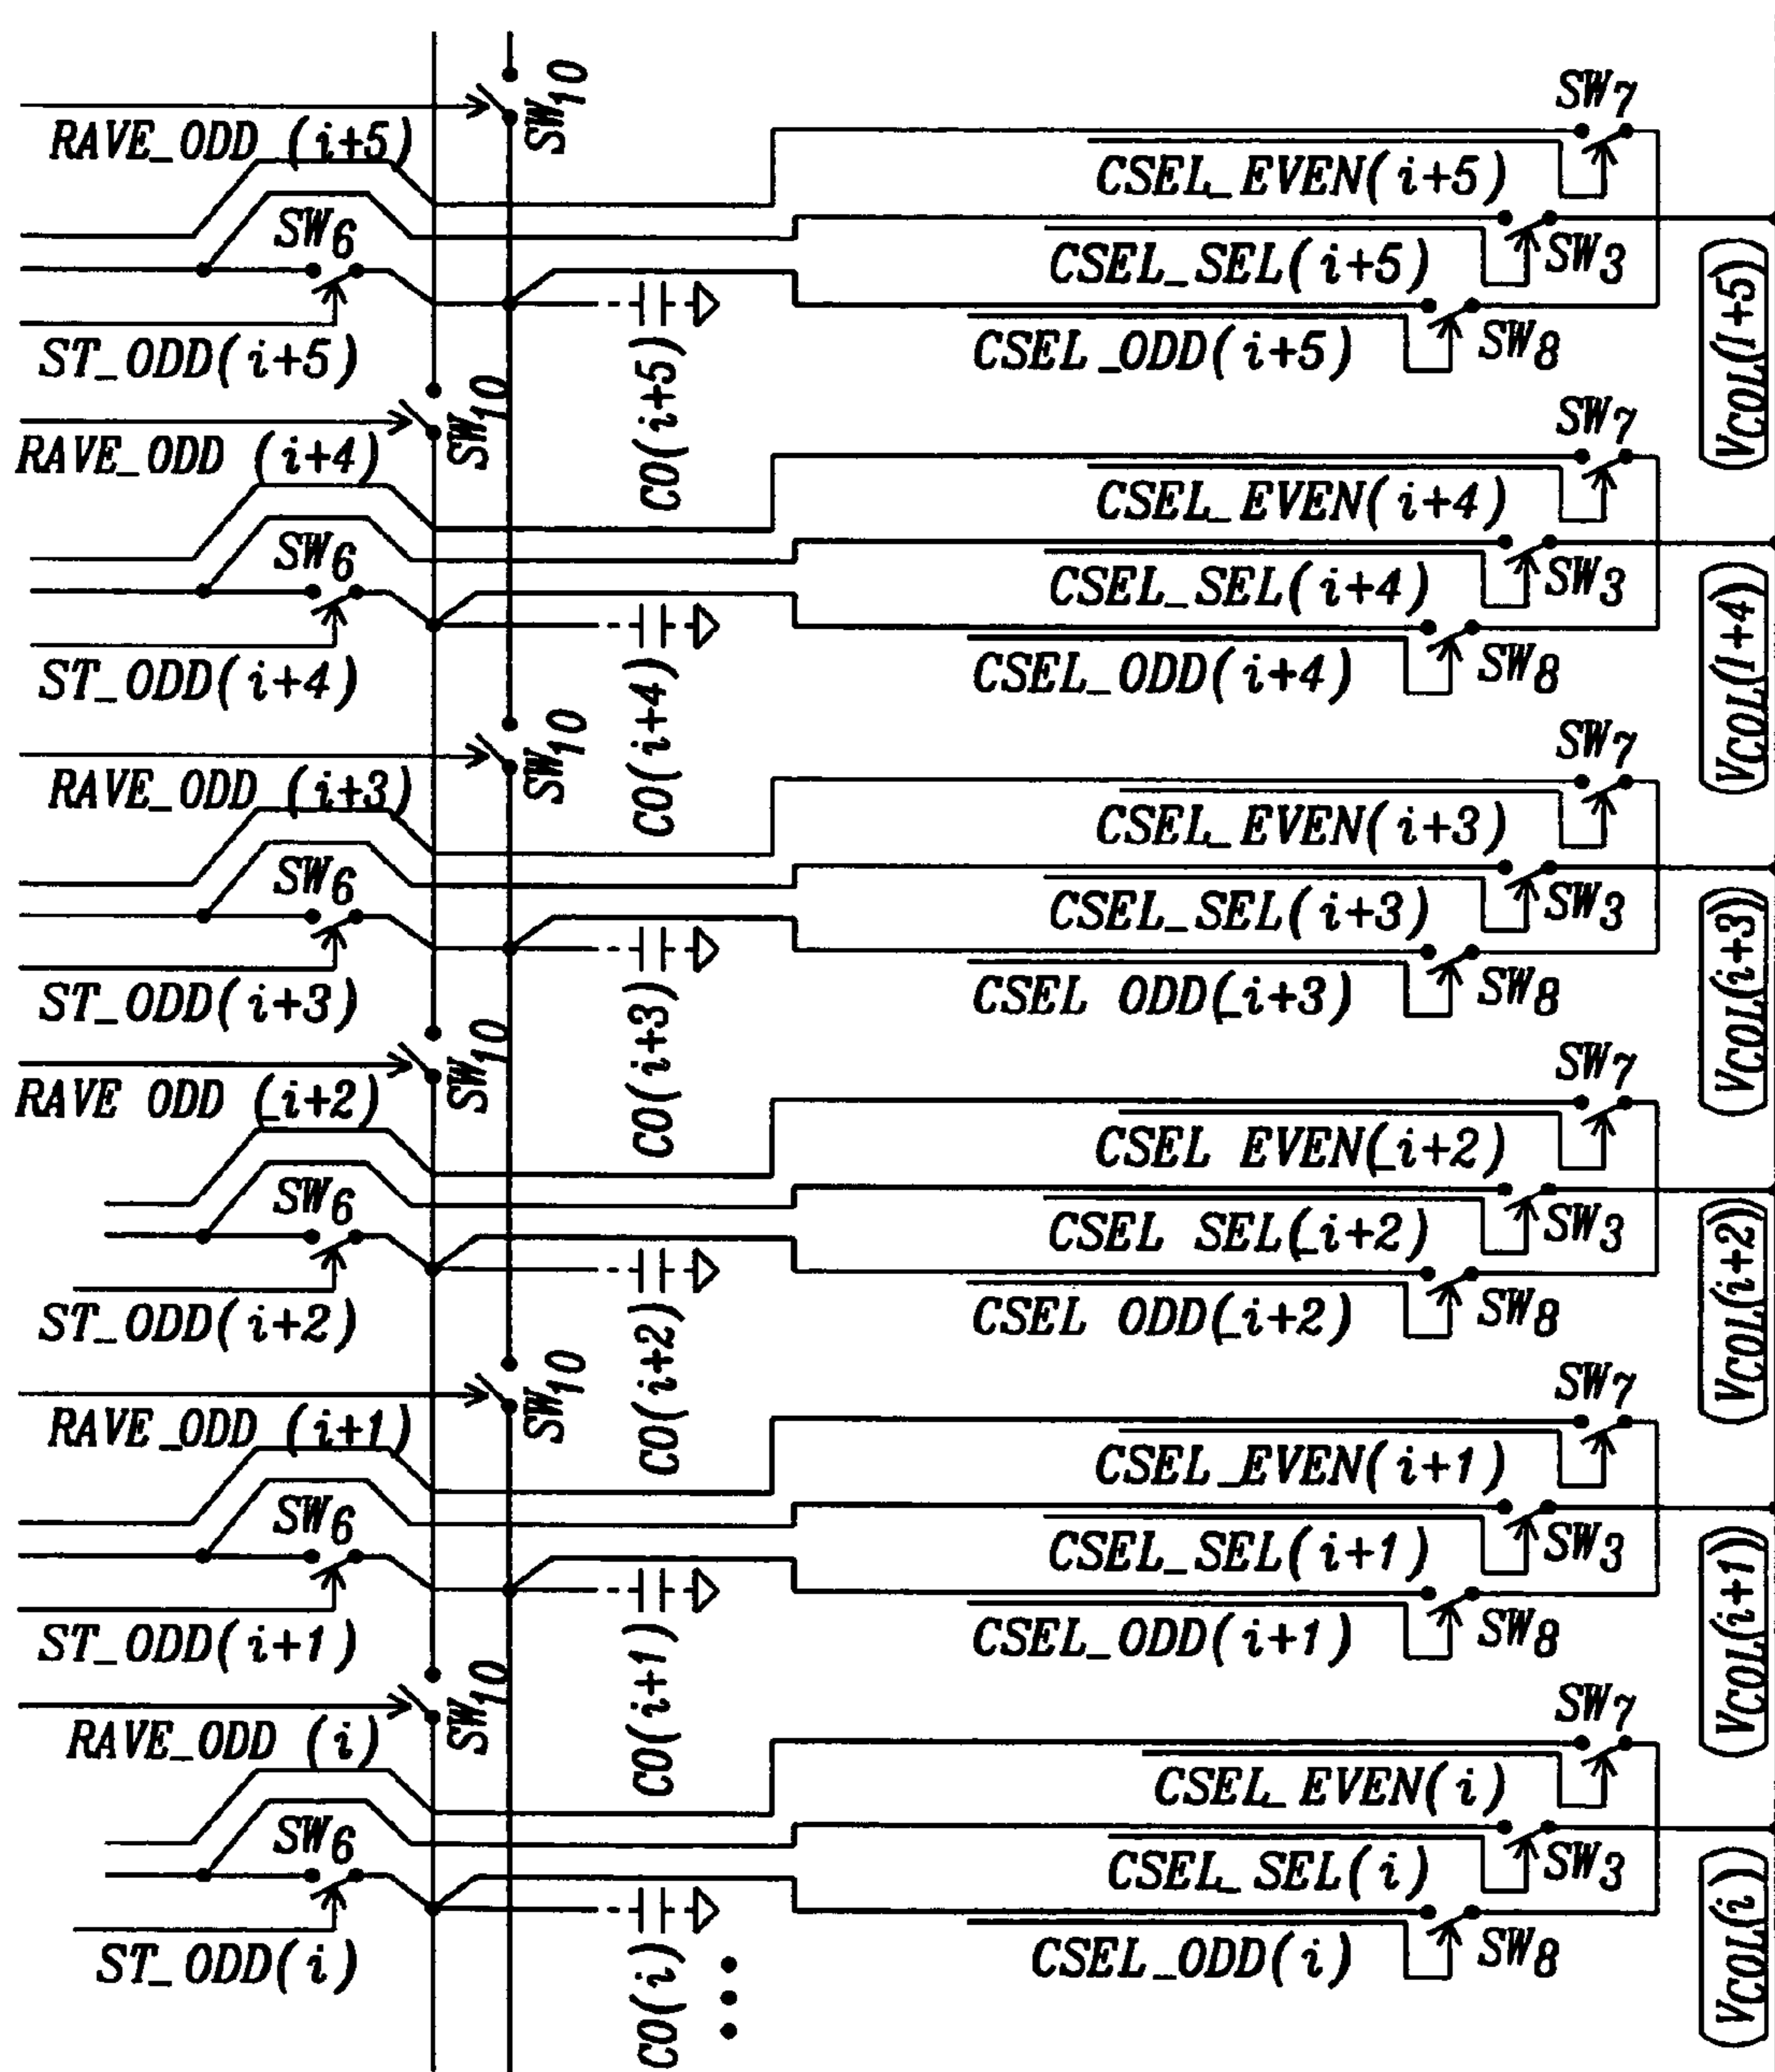 SW10
SW7
RAVE_ODD (i+5)
CSEL_EVEN(i+5)
SW6
CSEL_SEL(i+5)
SW3
VCOL(I+5)
ST_ODD(i+5)
CO(i+5)
CSEL_ODD(i+5)
SW8
SW10
SW7
RAVE_ODD (i+4)
CSEL_EVEN(i+4)
SW6
CSEL_SEL(i+4)
SW3
VCOL(I+4)
ST_ODD(i+4)
CO(i+4)
CSEL_ODD(i+4)
SW8
SW10
SW7
RAVE_ODD (i+3)
CSEL_EVEN(i+3)
SW6
CSEL_SEL(i+3)
SW3
VCOL(i+3)
ST_ODD(i+3)
CO(i+3)
CSEL ODD(_i+3)
SW8
SW10
SW7
RAVE ODD (_i+2)
CSEL EVEN(_i+2)
SW6
CSEL SEL(_i+2)
SW3
VCOL(i+2)
ST_ODD(i+2)
CO(i+2)
CSEL ODD(_i+2)
SW8
SW10
SW7
RAVE_ODD (i+1)
CSEL_EVEN(i+1)
SW6
CSEL_SEL(i+1)
SW3
VCOL(i+1)
ST_ODD(i+1)
CO(i+1)
CSEL_ODD(i+1)
SW8
SW10
SW7
RAVE_ODD (i)
CSEL_EVEN(i)
SW6
CSEL_SEL(i)
SW3
VCOL(i)
ST_ODD(i)
CO(i)
CSEL_ODD(i)
SW8